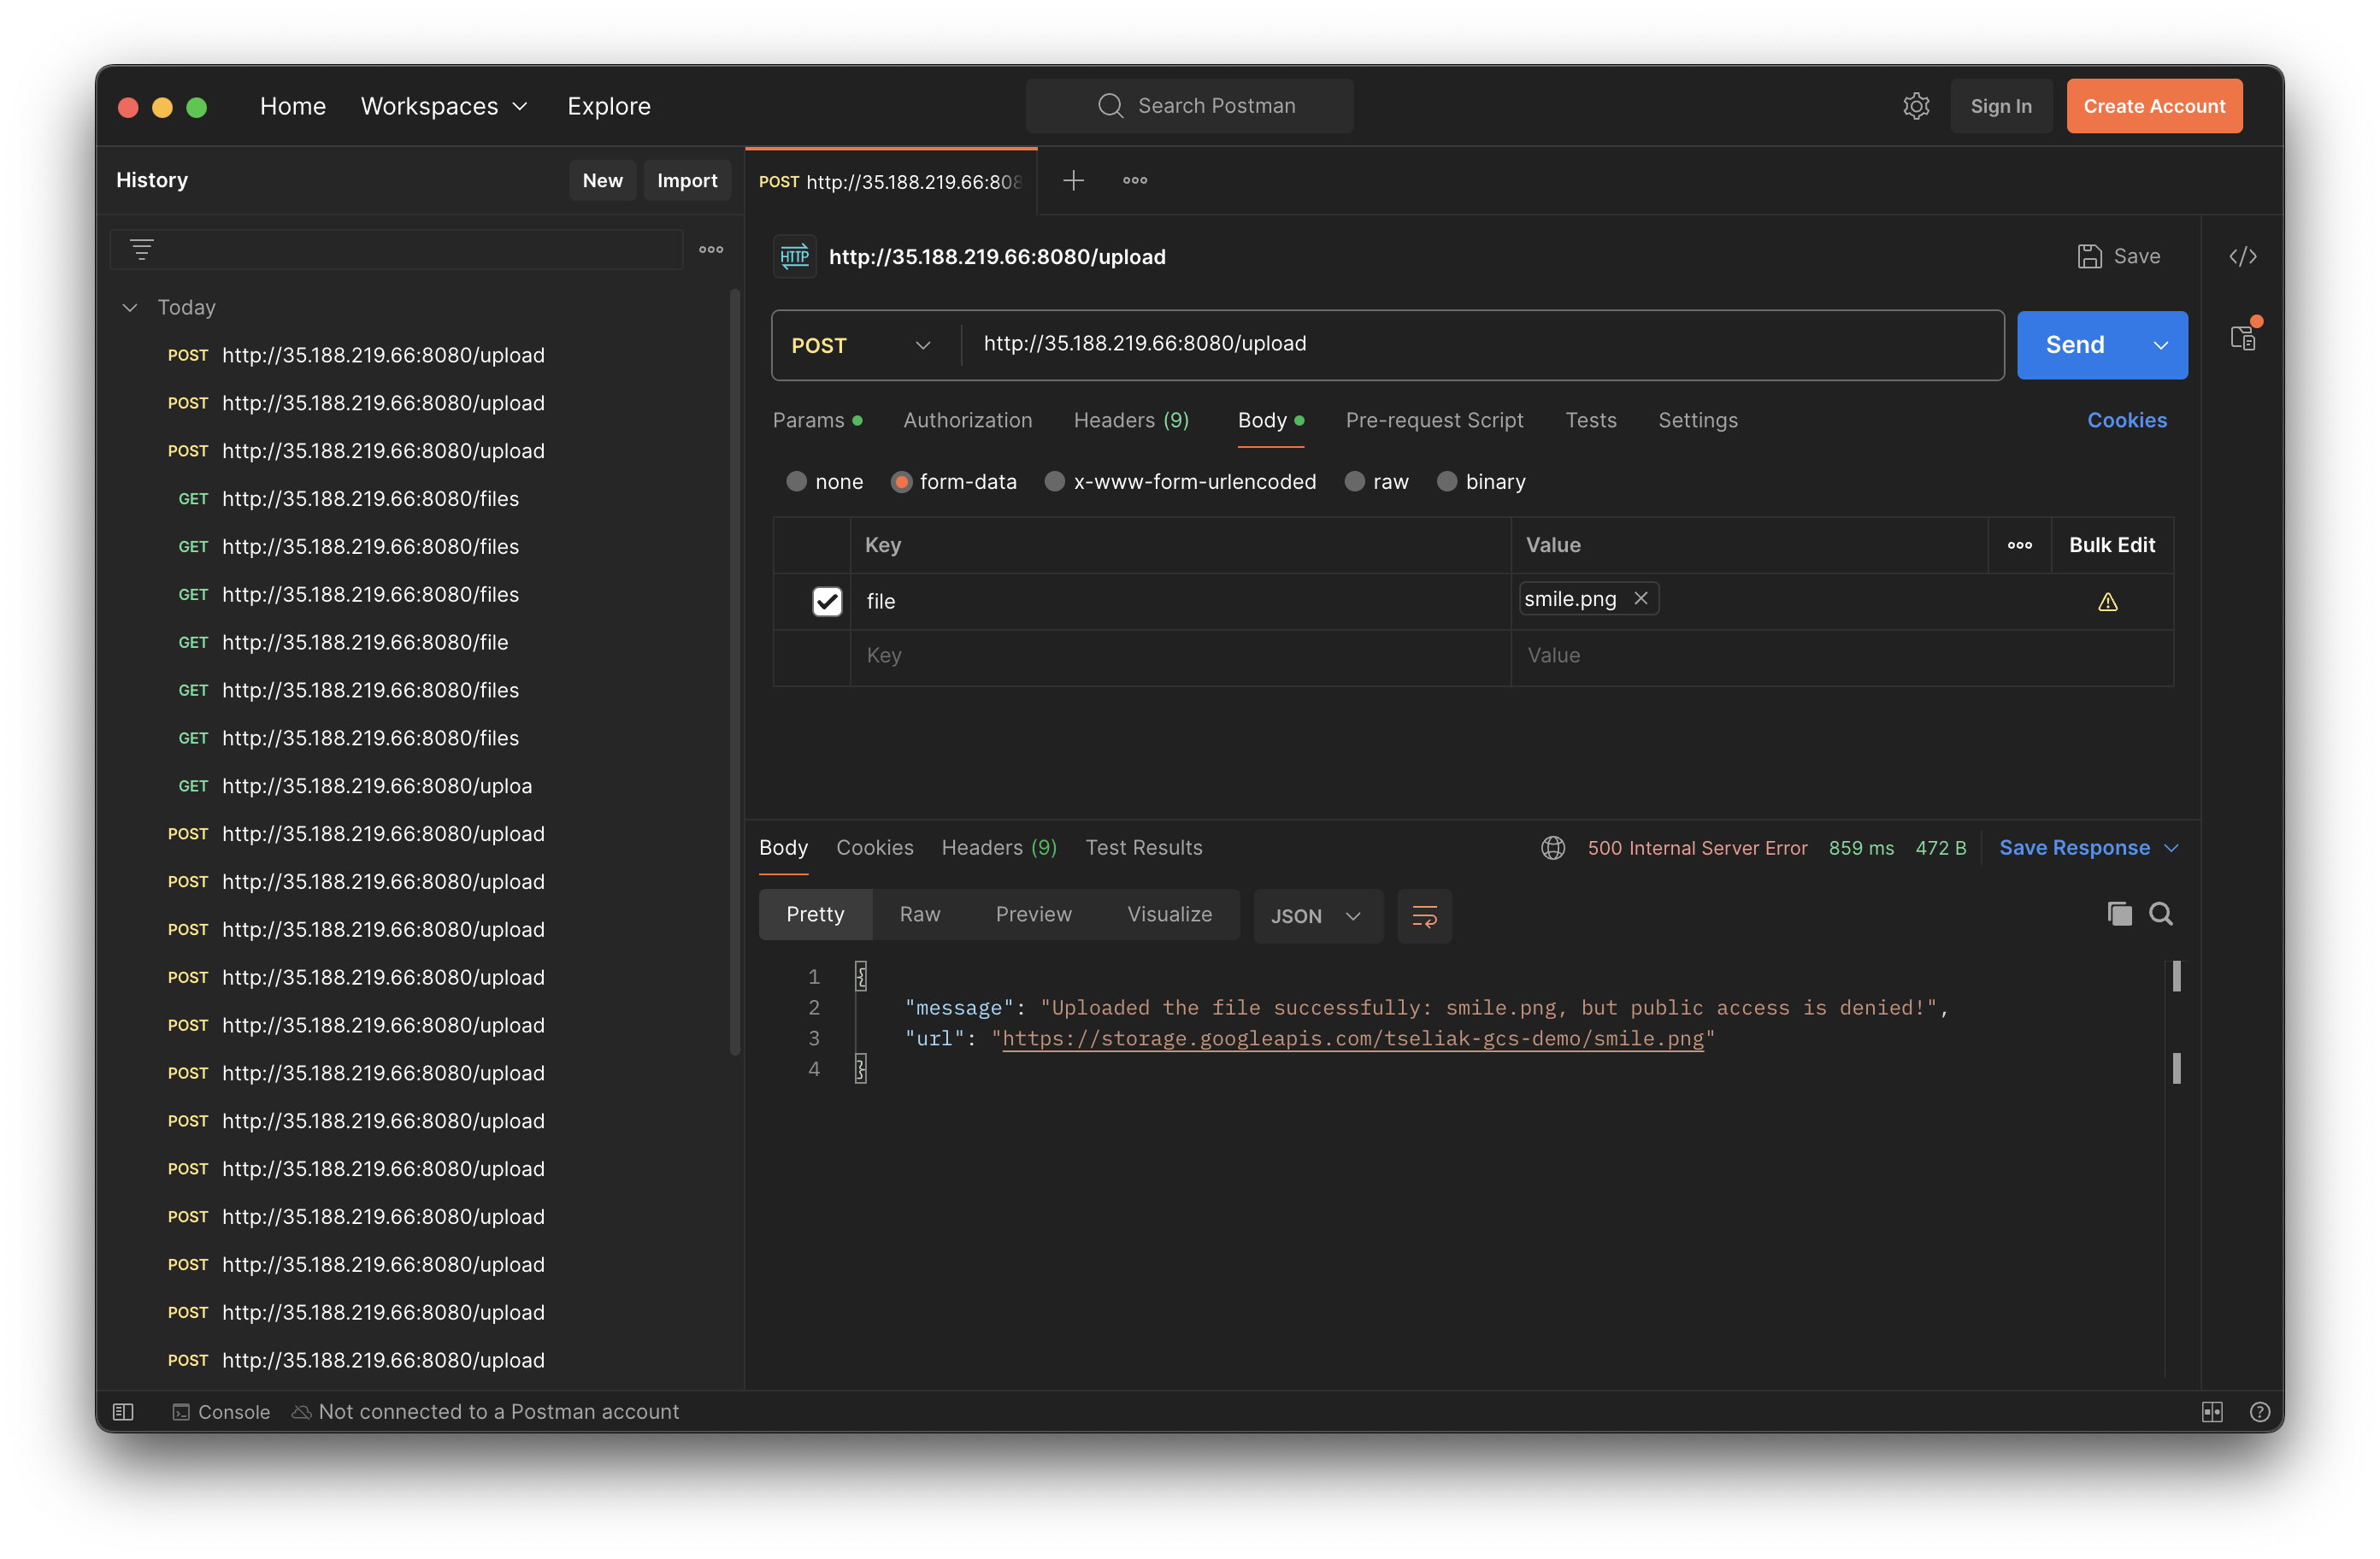 Home Workspaces Explore Search Postman Sign In Create Account
History New Import
POST http://35.188.219.66:808
Today
POST http://35.188.219.66:8080/upload
POST http://35.188.219.66:8080/upload
POST http://35.188.219.66:8080/upload
GET http://35.188.219.66:8080/files
GET http://35.188.219.66:8080/files
GET http://35.188.219.66:8080/files
GET http://35.188.219.66:8080/file
GET http://35.188.219.66:8080/files
GET http://35.188.219.66:8080/files
GET http://35.188.219.66:8080/uploa
POST http://35.188.219.66:8080/upload
POST http://35.188.219.66:8080/upload
POST http://35.188.219.66:8080/upload
POST http://35.188.219.66:8080/upload
POST http://35.188.219.66:8080/upload
POST http://35.188.219.66:8080/upload
POST http://35.188.219.66:8080/upload
POST http://35.188.219.66:8080/upload
POST http://35.188.219.66:8080/upload
POST http://35.188.219.66:8080/upload
POST http://35.188.219.66:8080/upload
POST http://35.188.219.66:8080/upload
HTTP http://35.188.219.66:8080/upload Save
POST http://35.188.219.66:8080/upload Send
Params Authorization Headers (9) Body Pre-request Script Tests Settings Cookies
none form-data x-www-form-urlencoded raw binary
Key Value Bulk Edit
file smile.png
Key Value
Body Cookies Headers (9) Test Results 500 Internal Server Error 859 ms 472 B Save Response
Pretty Raw Preview Visualize JSON
1 {
2 "message": "Uploaded the file successfully: smile.png, but public access is denied!",
3 "url": "https://storage.googleapis.com/tseliak-gcs-demo/smile.png"
4 }
Console Not connected to a Postman account